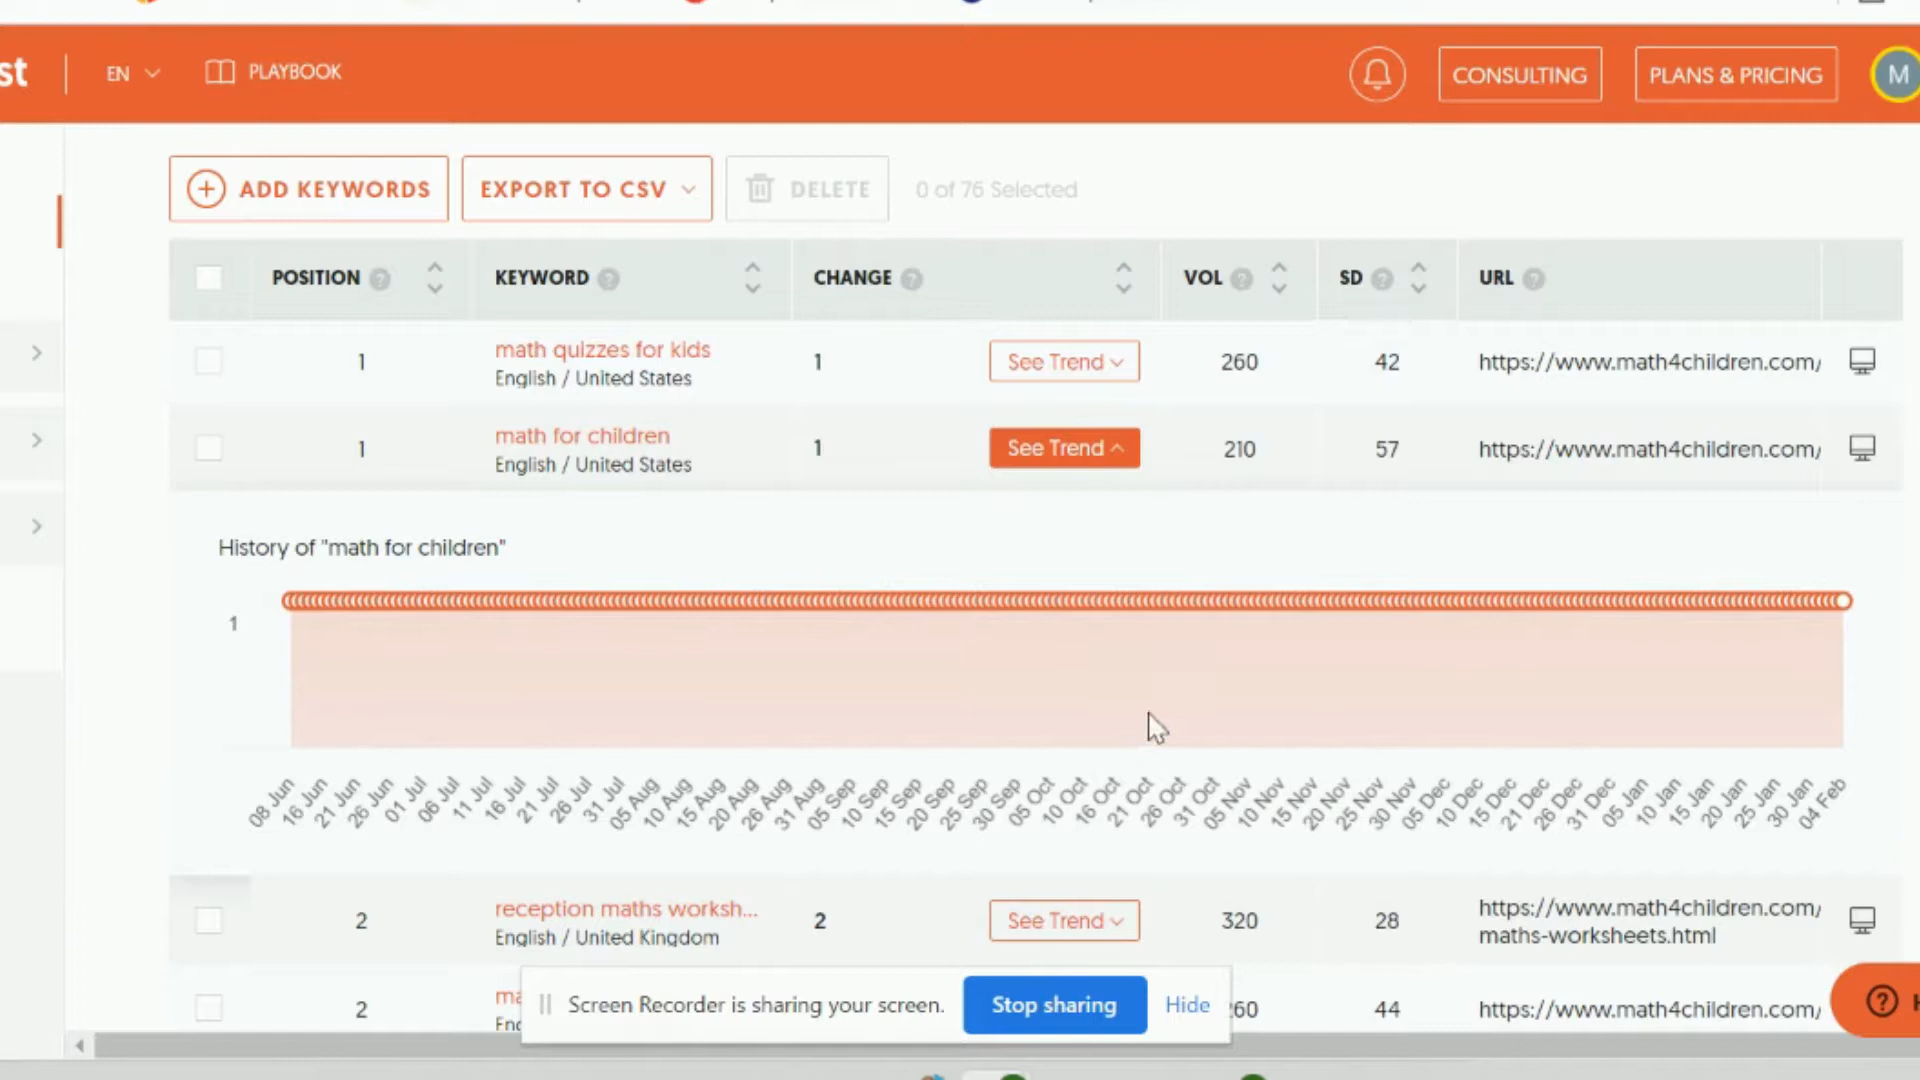 st
EN
PLAYBOOK
CONSULTING
PLANS & PRICING
M
ADD KEYWORDS
EXPORT TO CSV
DELETE
0 of 76 Selected
POSITION ?
KEYWORD ?
CHANGE ?
VOL ?
SD ?
URL ?
1
math quizzes for kids
English / United States
1
See Trend
260
42
https://www.math4children.com/
1
math for children
English / United States
1
See Trend
210
57
https://www.math4children.com/
History of "math for children"
1
08 Jun 16 Jun 21 Jun 26 Jun 01 Jul 06 Jul 11 Jul 16 Jul 21 Jul 26 Jul 31 Jul 05 Aug 10 Aug 15 Aug 20 Aug 26 Aug 31 Aug 05 Sep 10 Sep 15 Sep 20 Sep 25 Sep 30 Sep 05 Oct 10 Oct 16 Oct 21 Oct 26 Oct 31 Oct 05 Nov 10 Nov 15 Nov 20 Nov 25 Nov 30 Nov 05 Dec 10 Dec 15 Dec 21 Dec 26 Dec 31 Dec 05 Jan 10 Jan 15 Jan 20 Jan 25 Jan 30 Jan 04 Feb
2
reception maths worksh...
English / United Kingdom
2
See Trend
320
28
https://www.math4children.com/
maths-worksheets.html
2
ma
Screen Recorder is sharing your screen.
Stop sharing
Hide
44
https://www.math4children.com/
?